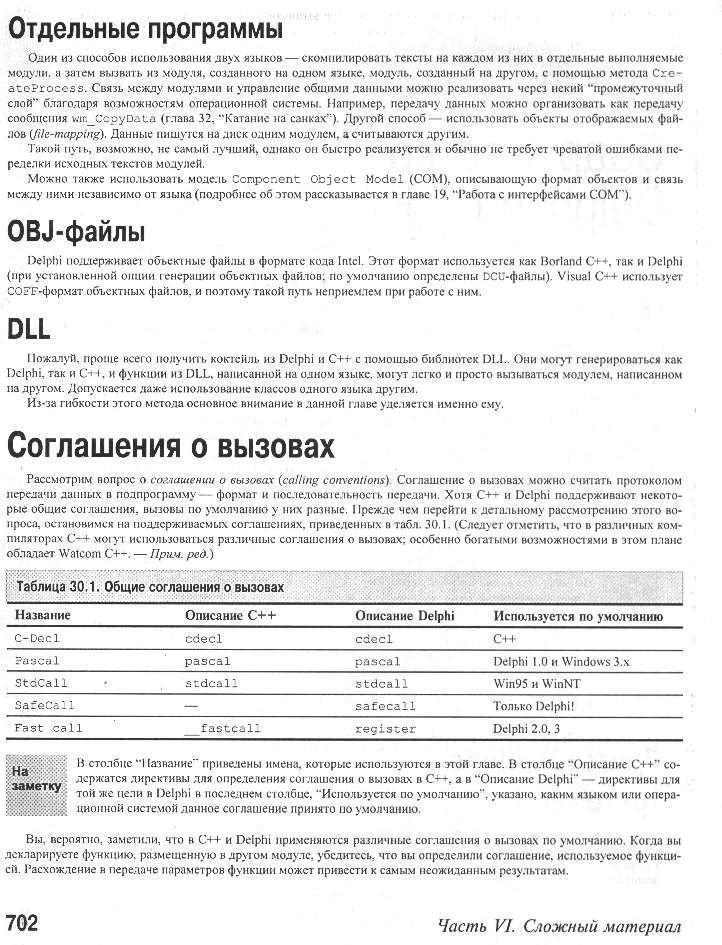 Отдельные программы
Один из способов использования двух языков — скомпилировать тексты на каждом из них в отдельные выполняемые
модули, а затем вызвать из модуля, созданного на одном языке, модуль, созданный на другом, с помощью метода Cre-
ateProcess. Связь между модулями и управление общими данными можно реализовать через некий “промежуточный
слой” благодаря возможностям операционной системы. Например, передачу данных можно организовать как передачу
сообщения wm_CopyData (глава 32, “Катание на санках”). Другой способ — использовать объекты отображаемых фай-
лов (file-mapping). Данные пишутся на диск одним модулем, а считываются другим.
Такой путь, возможно, не самый лучший, однако он быстро реализуется и обычно не требует чреватой ошибками пе-
ределки исходных текстов модулей.
Можно также использовать модель Component Object Model (COM), описывающую формат объектов и связь
между ними независимо от языка (подробнее об этом рассказывается в главе 19, “Работа с интерфейсами COM”).
OBJ-файлы
Delphi поддерживает объектные файлы в формате кода Intel. Этот формат используется как Borland C++, так и Delphi
(при установленной опции генерации объектных файлов; по умолчанию определены DCU-файлы). Visual C++ использует
COFF-формат объектных файлов, и поэтому такой путь неприемлем при работе с ним.
DLL
Пожалуй, проще всего получить коктейль из Delphi и C++ с помощью библиотек DLL. Они могут генерироваться как
Delphi, так и C++, и функции из DLL, написанной на одном языке, могут легко и просто вызываться модулем, написанном
на другом. Допускается даже использование классов одного языка другим.
Из-за гибкости этого метода основное внимание в данной главе уделяется именно ему.
Соглашения о вызовах
Рассмотрим вопрос о соглашении о вызовах (calling conventions). Соглашение о вызовах можно считать протоколом
передачи данных в подпрограмму — формат и последовательность передачи. Хотя C++ и Delphi поддерживают некото-
рые общие соглашения, вызовы по умолчанию у них разные. Прежде чем перейти к детальному рассмотрению этого во-
проса, остановимся на поддерживаемых соглашениях, приведенных в табл. 30.1. (Следует отметить, что в различных ком-
пиляторах C++ могут использоваться различные соглашения о вызовах; особенно богатыми возможностями в этом плане
обладает Watcom C++. — Прим. ред.)
Таблица 30.1. Общие соглашения о вызовах
Название Описание C++ Описание Delphi Используется по умолчанию
C-Decl cdecl cdecl C++
Pascal pascal pascal Delphi 1.0 и Windows 3.x
StdCall stdcall stdcall Win95 и WinNT
SafeCall — safecall Только Delphi!
Fast call __fastcall register Delphi 2.0, 3
На
заметку
В столбце “Название” приведены имена, которые используются в этой главе. В столбце “Описание C++” со-
держатся директивы для определения соглашения о вызовах в C++, а в “Описание Delphi” — директивы для
той же цели в Delphi в последнем столбце, “Используется по умолчанию”, указано, каким языком или опера-
ционной системой данное соглашение принято по умолчанию.
Вы, вероятно, заметили, что в C++ и Delphi применяются различные соглашения о вызовах по умолчанию. Когда вы
декларируете функцию, размещенную в другом модуле, убедитесь, что вы определили соглашение, используемое функци-
ей. Расхождение в передаче параметров функции может привести к самым неожиданным результатам.
702
Часть VI. Сложный материал